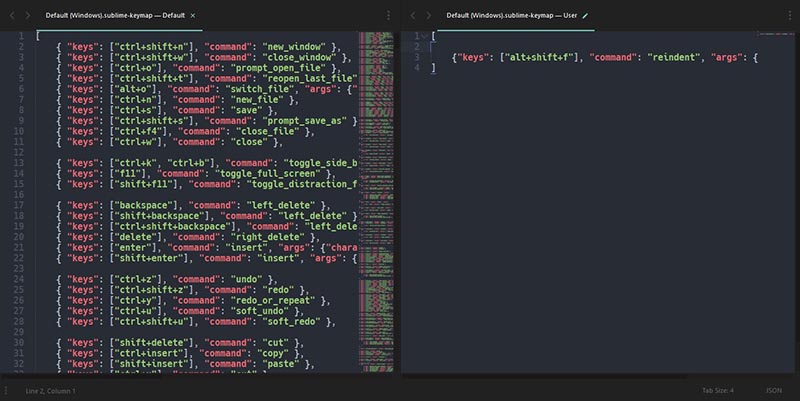 Default (Windows).sublime-keymap — Default ×
1 [
2 { "keys": ["ctrl+shift+n"], "command": "new_window" },
3 { "keys": ["ctrl+shift+w"], "command": "close_window" },
4 { "keys": ["ctrl+o"], "command": "prompt_open_file" },
5 { "keys": ["ctrl+shift+t"], "command": "reopen_last_file"
6 { "keys": ["alt+o"], "command": "switch_file", "args": {"
7 { "keys": ["ctrl+n"], "command": "new_file" },
8 { "keys": ["ctrl+s"], "command": "save" },
9 { "keys": ["ctrl+shift+s"], "command": "prompt_save_as" },
10 { "keys": ["ctrl+f4"], "command": "close_file" },
11 { "keys": ["ctrl+w"], "command": "close" },
12
13 { "keys": ["ctrl+k", "ctrl+b"], "command": "toggle_side_b
14 { "keys": ["f11"], "command": "toggle_full_screen" },
15 { "keys": ["shift+f11"], "command": "toggle_distraction_f
16
17 { "keys": ["backspace"], "command": "left_delete" },
18 { "keys": ["shift+backspace"], "command": "left_delete" },
19 { "keys": ["ctrl+shift+backspace"], "command": "left_dele
20 { "keys": ["delete"], "command": "right_delete" },
21 { "keys": ["enter"], "command": "insert", "args": {"chara
22 { "keys": ["shift+enter"], "command": "insert", "args": {
23
24 { "keys": ["ctrl+z"], "command": "undo" },
25 { "keys": ["ctrl+shift+z"], "command": "redo" },
26 { "keys": ["ctrl+y"], "command": "redo_or_repeat" },
27 { "keys": ["ctrl+u"], "command": "soft_undo" },
28 { "keys": ["ctrl+shift+u"], "command": "soft_redo" },
29
30 { "keys": ["shift+delete"], "command": "cut" },
31 { "keys": ["ctrl+insert"], "command": "copy" },
32 { "keys": ["shift+insert"], "command": "paste" },
Default (Windows).sublime-keymap — User
1 [
2
3 {"keys": ["alt+shift+f"], "command": "reindent", "args": {
4 ]
Line 2, Column 1
Tab Size: 4
JSON